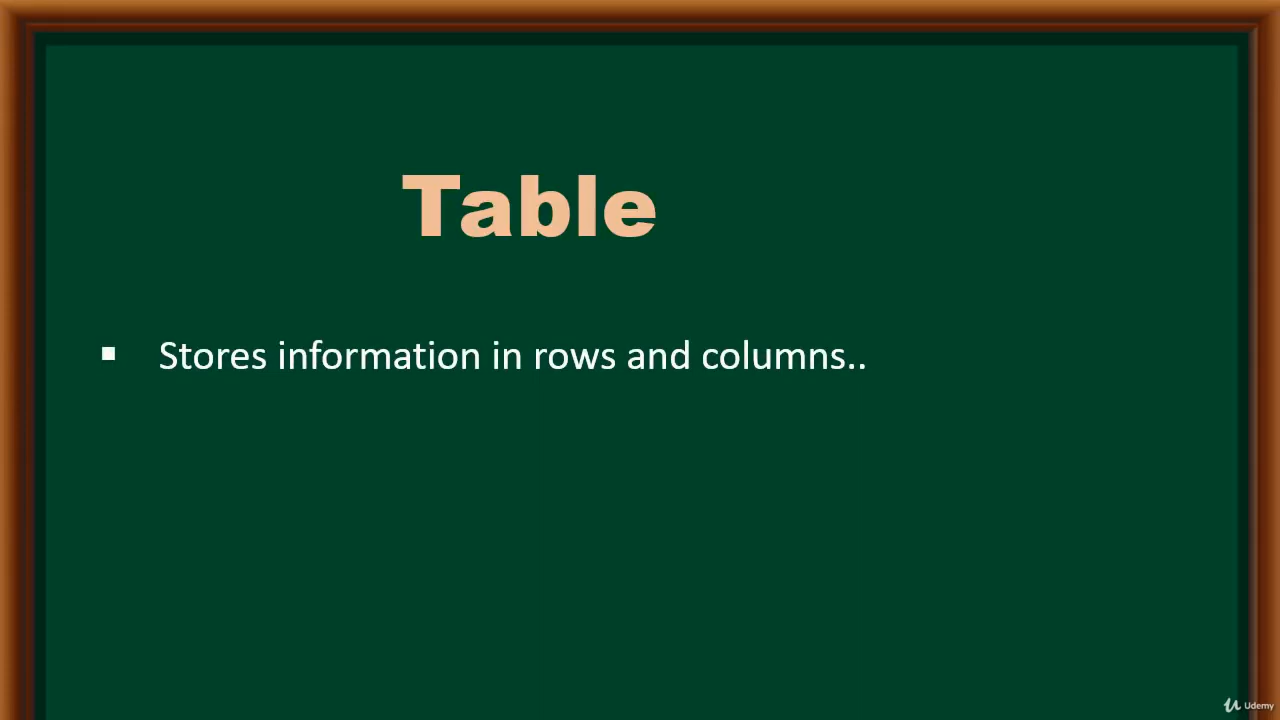 Table
▪ Stores information in rows and columns..
Udemy